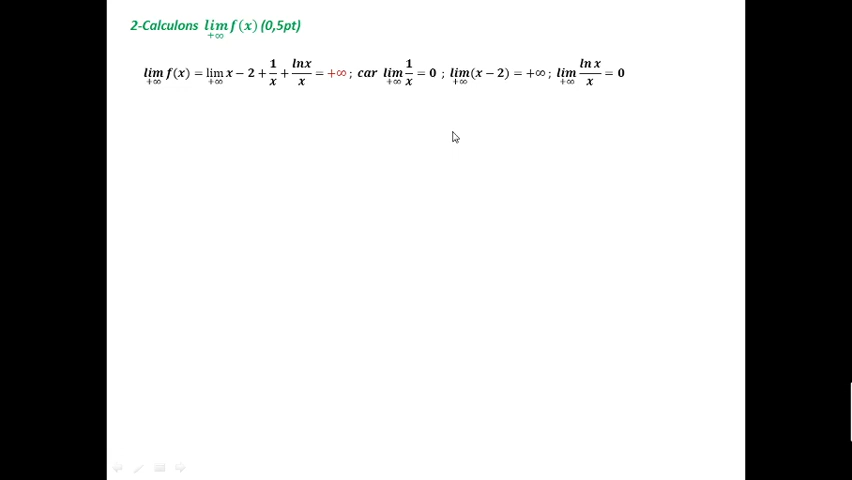 2-Calculons lim f(x) (0,5pt)
+∞
lim f(x) = lim x − 2 + 1/x + lnx/x = +∞ ; car lim 1/x = 0 ; lim(x − 2) = +∞ ; lim ln x/x = 0
+∞ +∞ +∞ +∞ +∞